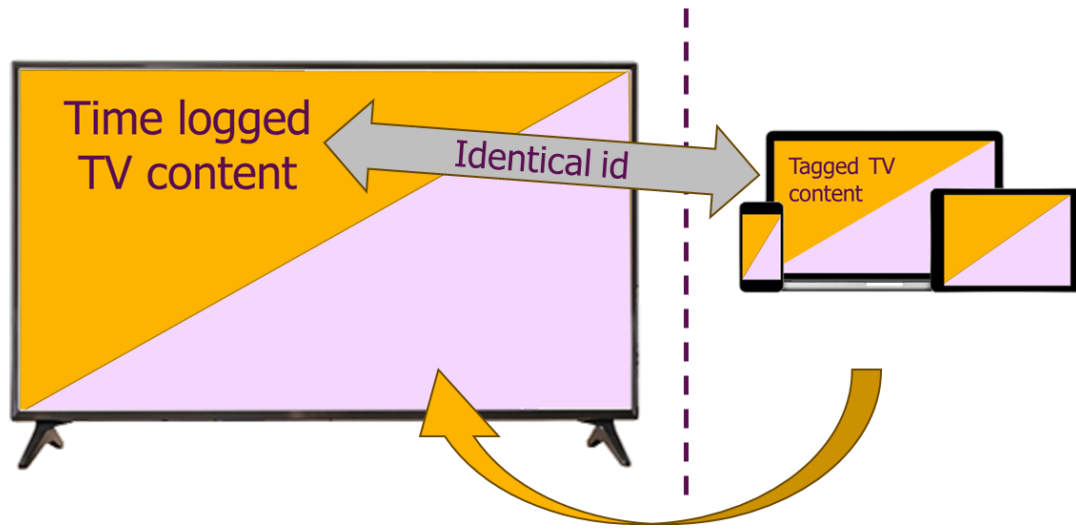 Time logged
TV content
Identical id
Tagged TV
content